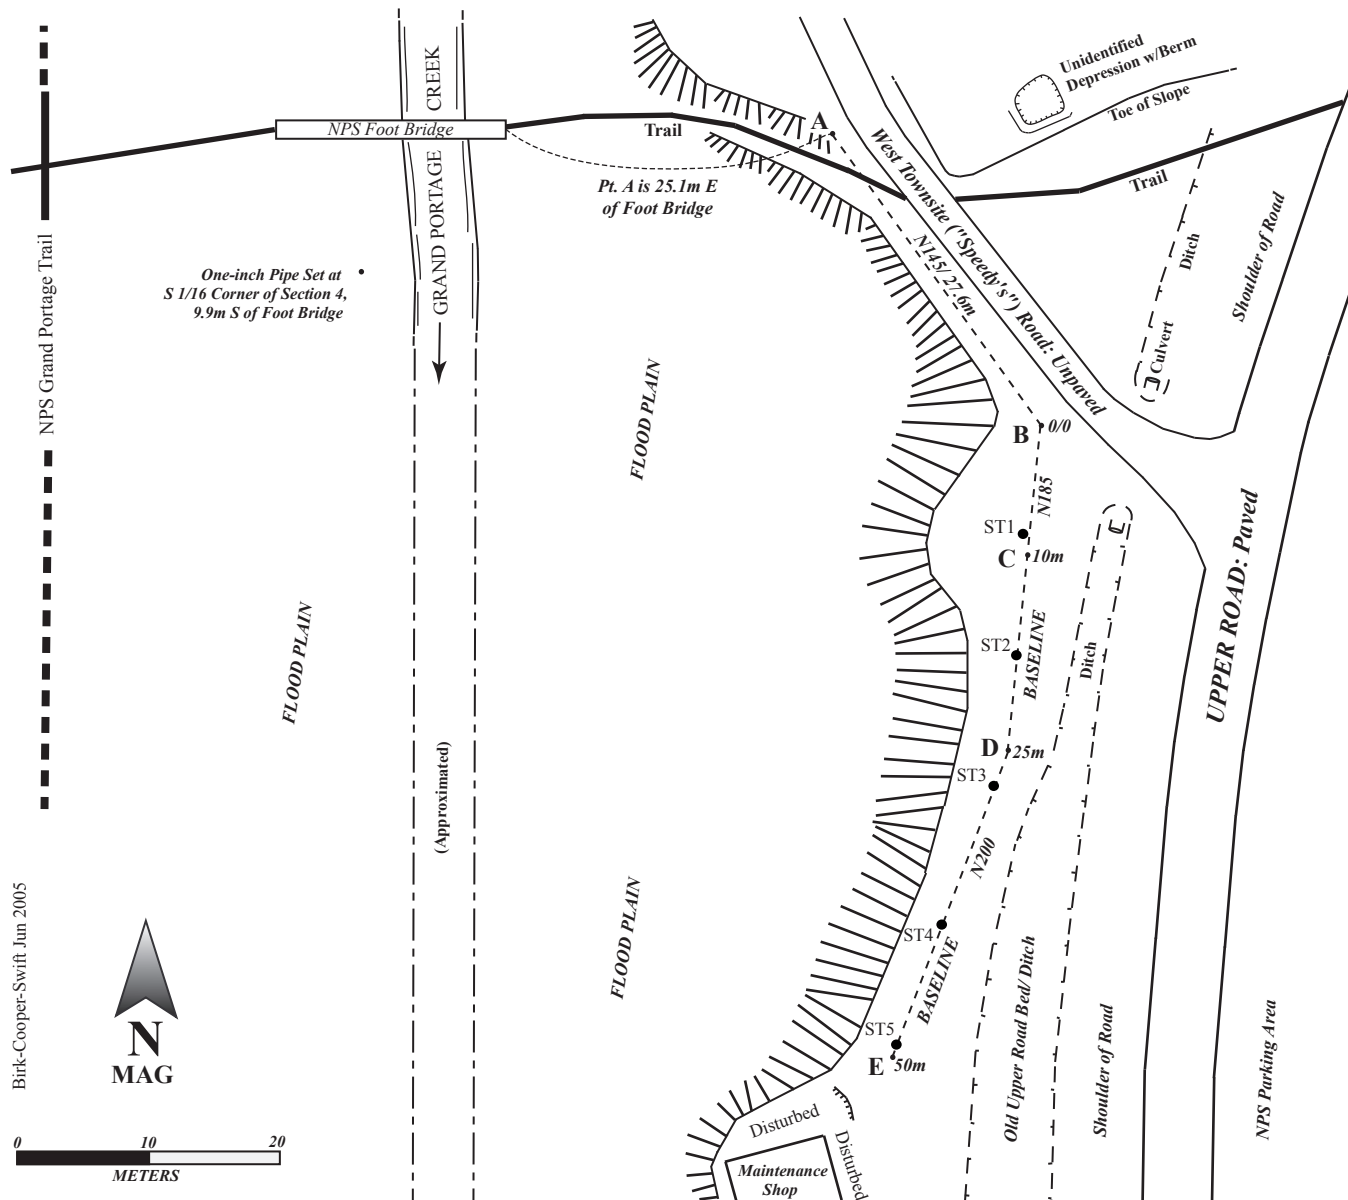 CREEK
Unidentified
Depression w/Berm
Toe of Slope
NPS Foot Bridge
Trail
A
Pt. A is 25.1m E
of Foot Bridge
Trail
GRAND PORTAGE
West Townsite ("Speedy's") Road: Unpaved
N145/ 27.6m
Ditch
Shoulder of Road
Culvert
NPS Grand Portage Trail
One-inch Pipe Set at
S 1/16 Corner of Section 4,
9.9m S of Foot Bridge
FLOOD PLAIN
B
0/0
N185
ST1
C
10m
UPPER ROAD: Paved
FLOOD PLAIN
ST2
BASELINE
Ditch
D
25m
ST3
(Approximated)
N200
FLOOD PLAIN
ST4
BASELINE
Old Upper Road Bed/ Ditch
Shoulder of Road
NPS Parking Area
ST5
E
50m
Birk-Cooper-Swift Jun 2005
N
MAG
Disturbed
Disturbed
Maintenance
Shop
0 10 20
METERS